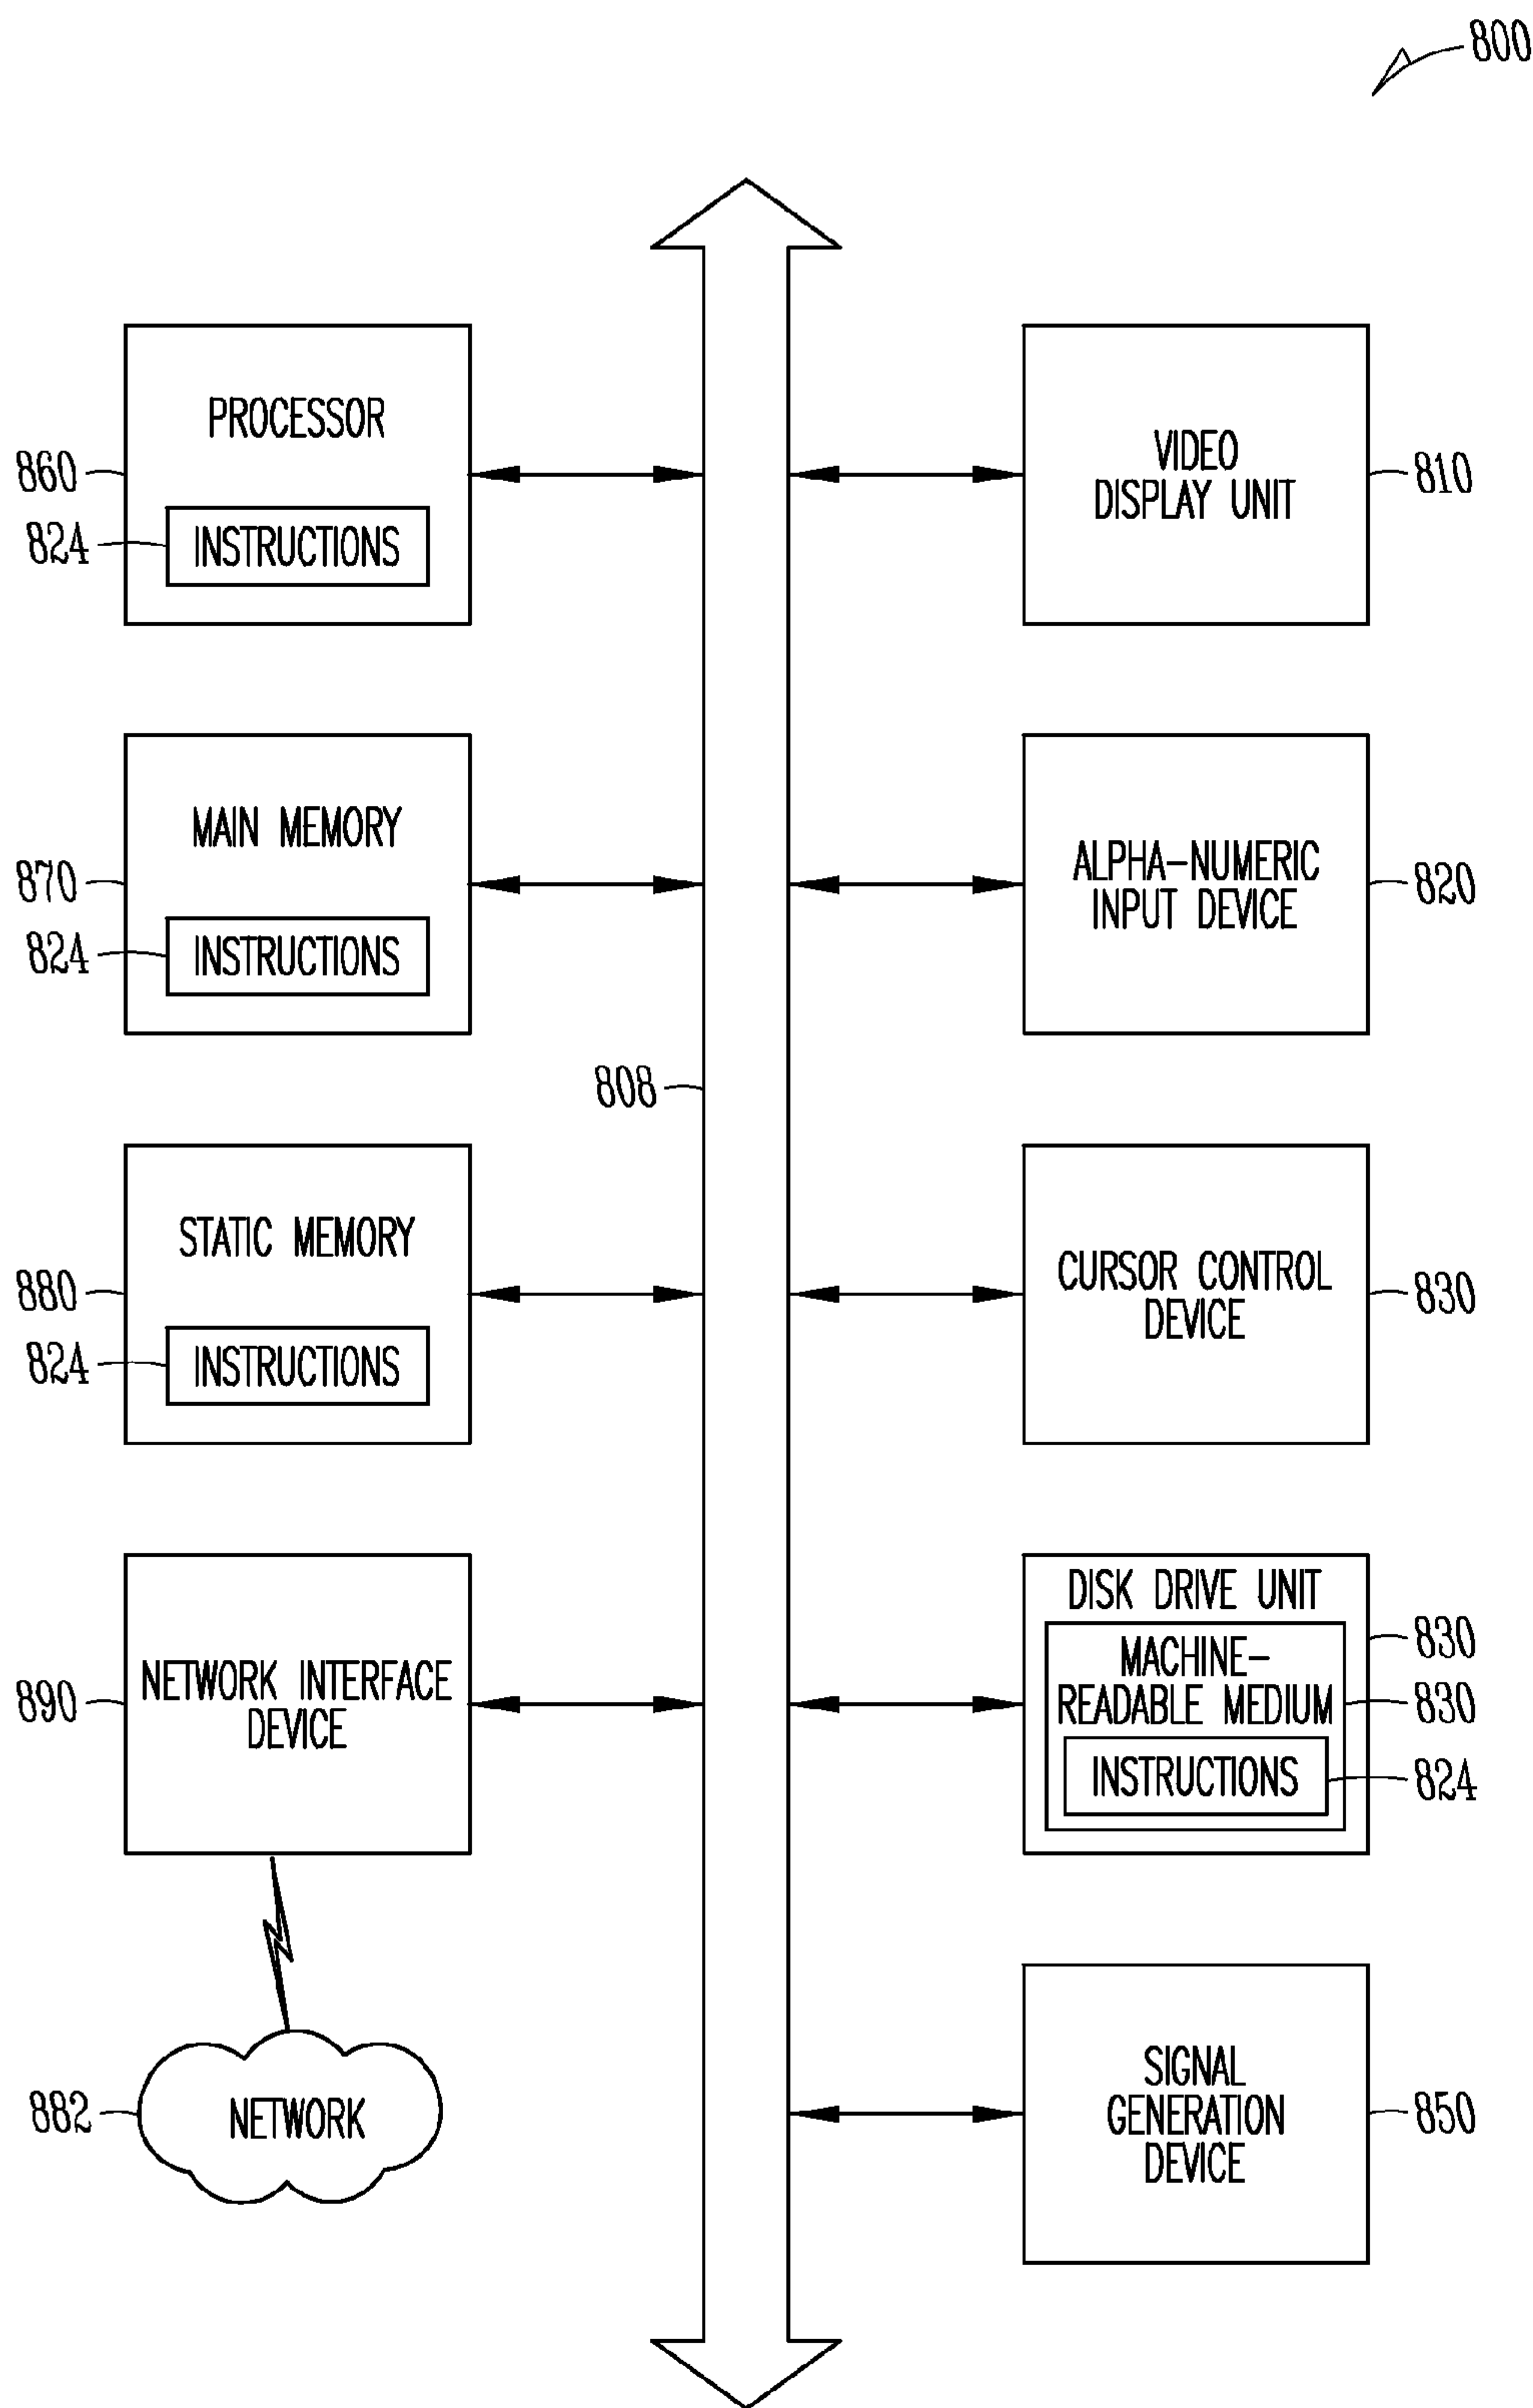 800
PROCESSOR
860
824
INSTRUCTIONS
VIDEO
DISPLAY UNIT
810
MAIN MEMORY
870
824
INSTRUCTIONS
ALPHA-NUMERIC
INPUT DEVICE
820
808
STATIC MEMORY
880
824
INSTRUCTIONS
CURSOR CONTROL
DEVICE
830
NETWORK INTERFACE
DEVICE
890
DISK DRIVE UNIT
830
MACHINE-
READABLE MEDIUM
830
INSTRUCTIONS
824
882
NETWORK
SIGNAL
GENERATION
DEVICE
850